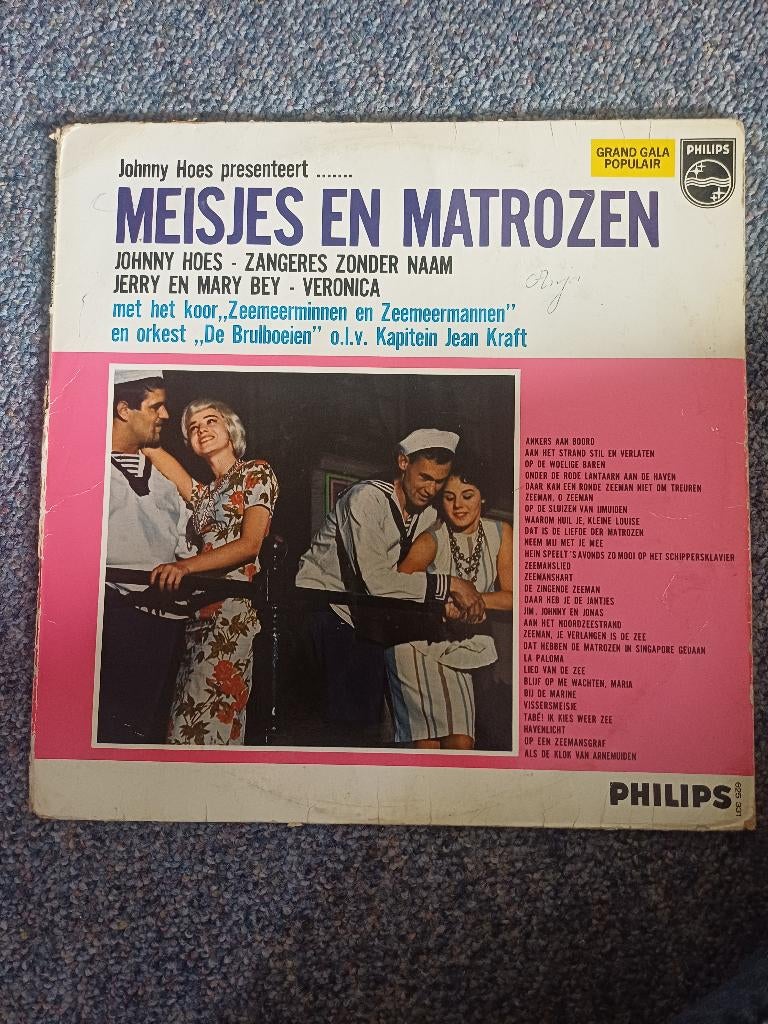 Johnny Hoes presenteert .......
GRAND GALA
POPULAIR
PHILIPS
MEISJES EN MATROZEN
JOHNNY HOES - ZANGERES ZONDER NAAM
JERRY EN MARY BEY - VERONICA
met het koor,,Zeemeerminnen en Zeemeermannen"
en orkest ,,De Brulboeien" o.l.v. Kapitein Jean Kraft
ANKERS AAN BOORD
AAN HET STRAND STIL EN VERLATEN
OP DE WOELIGE BAREN
ONDER DE RODE LANTAARN AAN DE HAVEN
DAAR KAN EEN RONDE ZEEMAN NIET OM TREUREN
ZEEMAN, O ZEEMAN
OP DE SLUIZEN VAN IJMUIDEN
WAAROM HUIL JE, KLEINE LOUISE
DAT IS DE LIEFDE DER MATROZEN
NEEM MIJ MET JE MEE
HEIN SPEELT 'S AVONDS ZO MOOI OP HET SCHIPPERSKLAVIER
ZEEMANSLIED
ZEEMANSHART
DE ZINGENDE ZEEMAN
DAAR HEB JE DE JANTJES
JIM, JOHNNY EN JONAS
AAN HET NOORDZEESTRAND
ZEEMAN, JE VERLANGEN IS DE ZEE
DAT HEBBEN DE MATROZEN IN SINGAPORE GEDAAN
LA PALOMA
LIED VAN DE ZEE
BLIJF OP ME WACHTEN, MARIA
BIJ DE MARINE
VISSERSMEISJE
TABÉ! IK KIES WEER ZEE
HAVENLICHT
OP EEN ZEEMANSGRAF
ALS DE KLOK VAN ARNEMUIDEN
PHILIPS
625 331